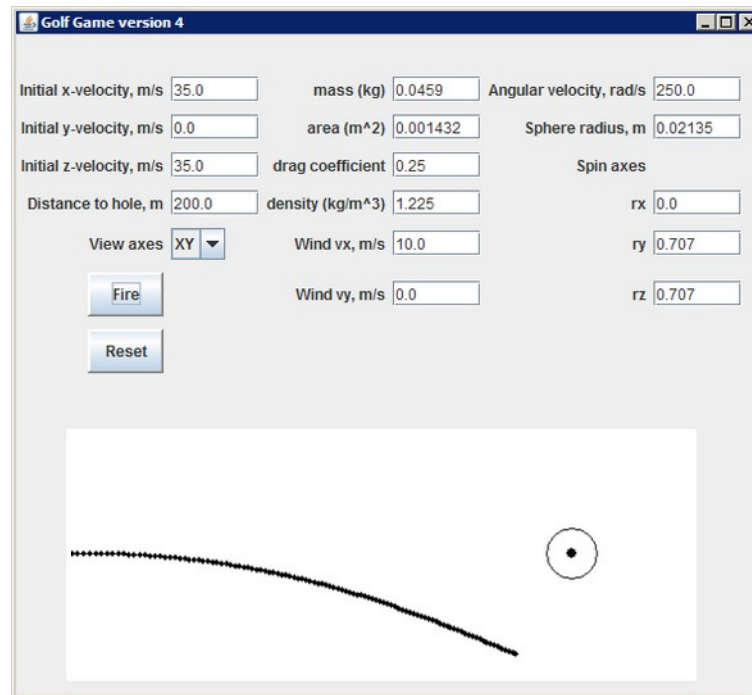 Golf Game version 4
Initial x-velocity, m/s 35.0 mass (kg) 0.0459 Angular velocity, rad/s 250.0
Initial y-velocity, m/s 0.0 area (m^2) 0.001432 Sphere radius, m 0.02135
Initial z-velocity, m/s 35.0 drag coefficient 0.25 Spin axes
Distance to hole, m 200.0 density (kg/m^3) 1.225 rx 0.0
View axes XY Wind vx, m/s 10.0 ry 0.707
Fire Wind vy, m/s 0.0 rz 0.707
Reset